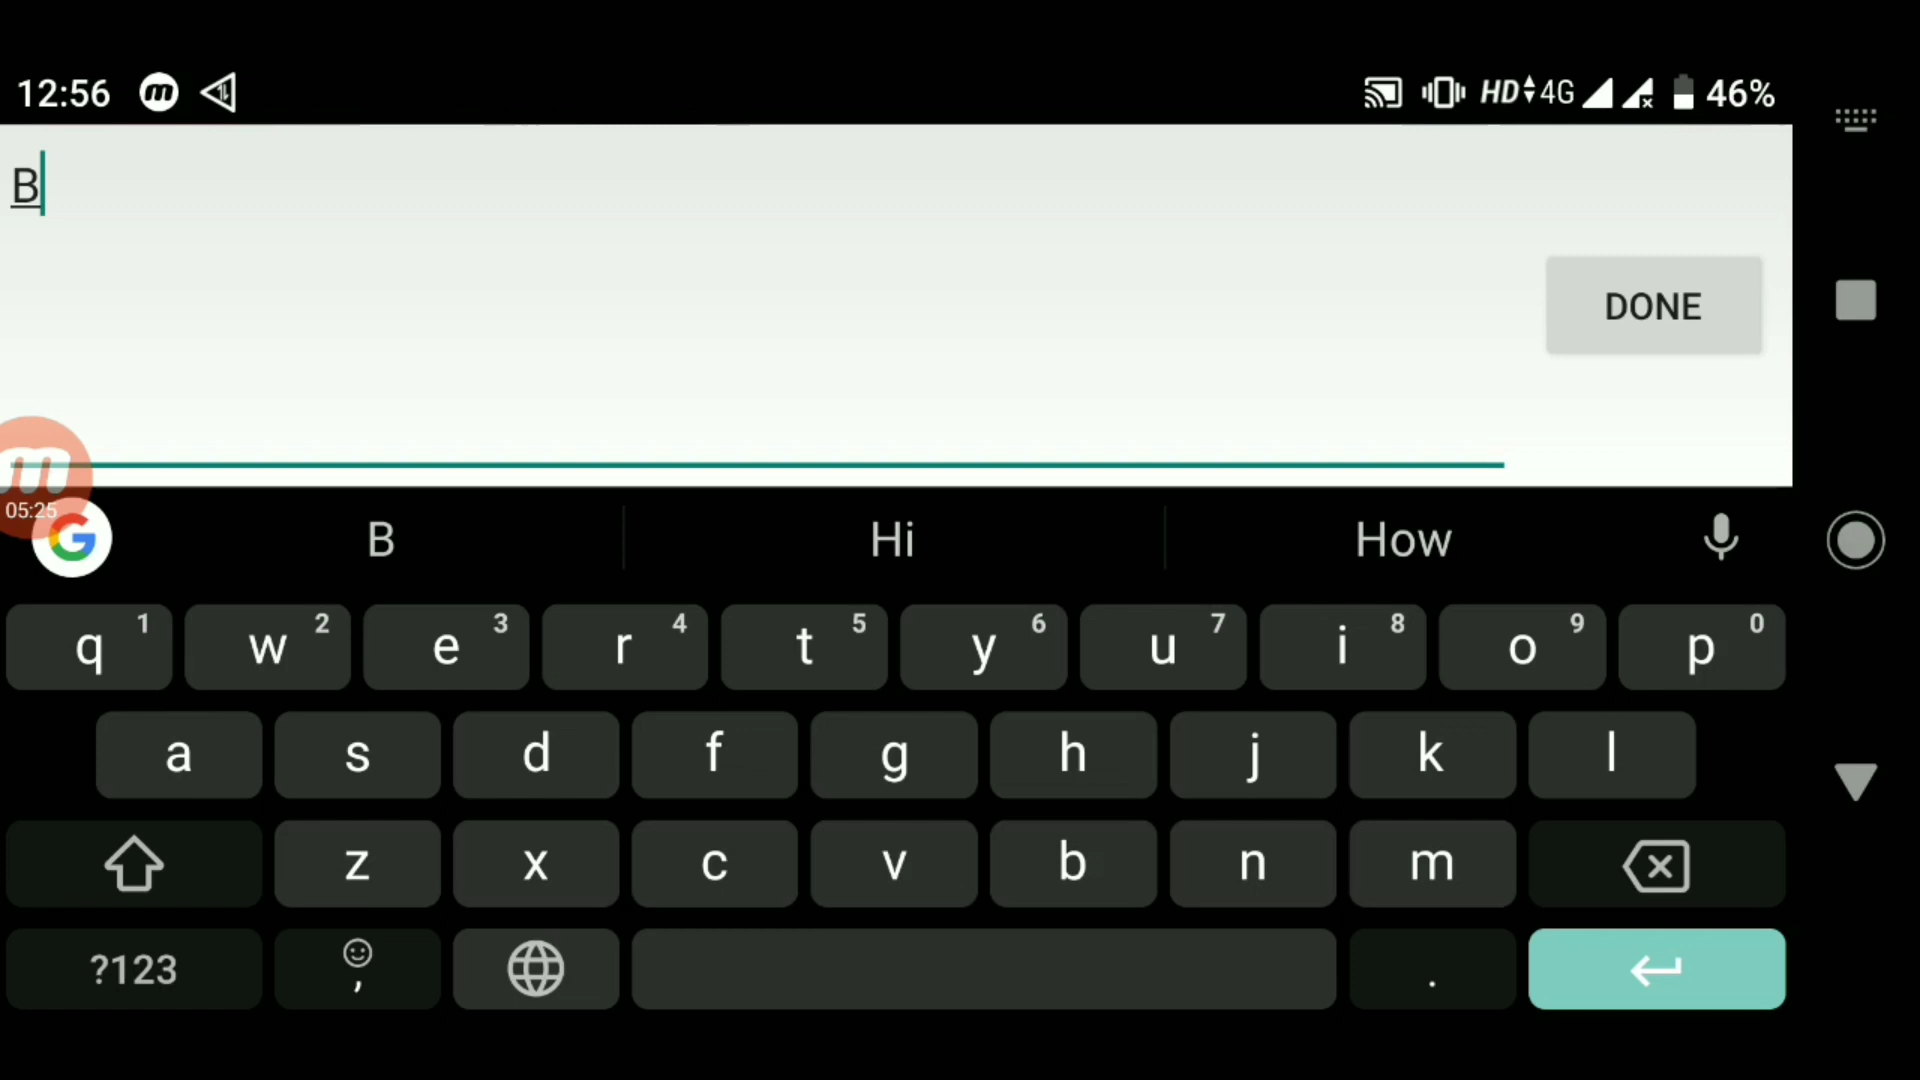 12:56 m HD 4G 46%
B
DONE
m
05:25
G B Hi How
q 1 w 2 e 3 r 4 t 5 y 6 u 7 i 8 o 9 p 0
a s d f g h j k l
z x c v b n m
?123 , .